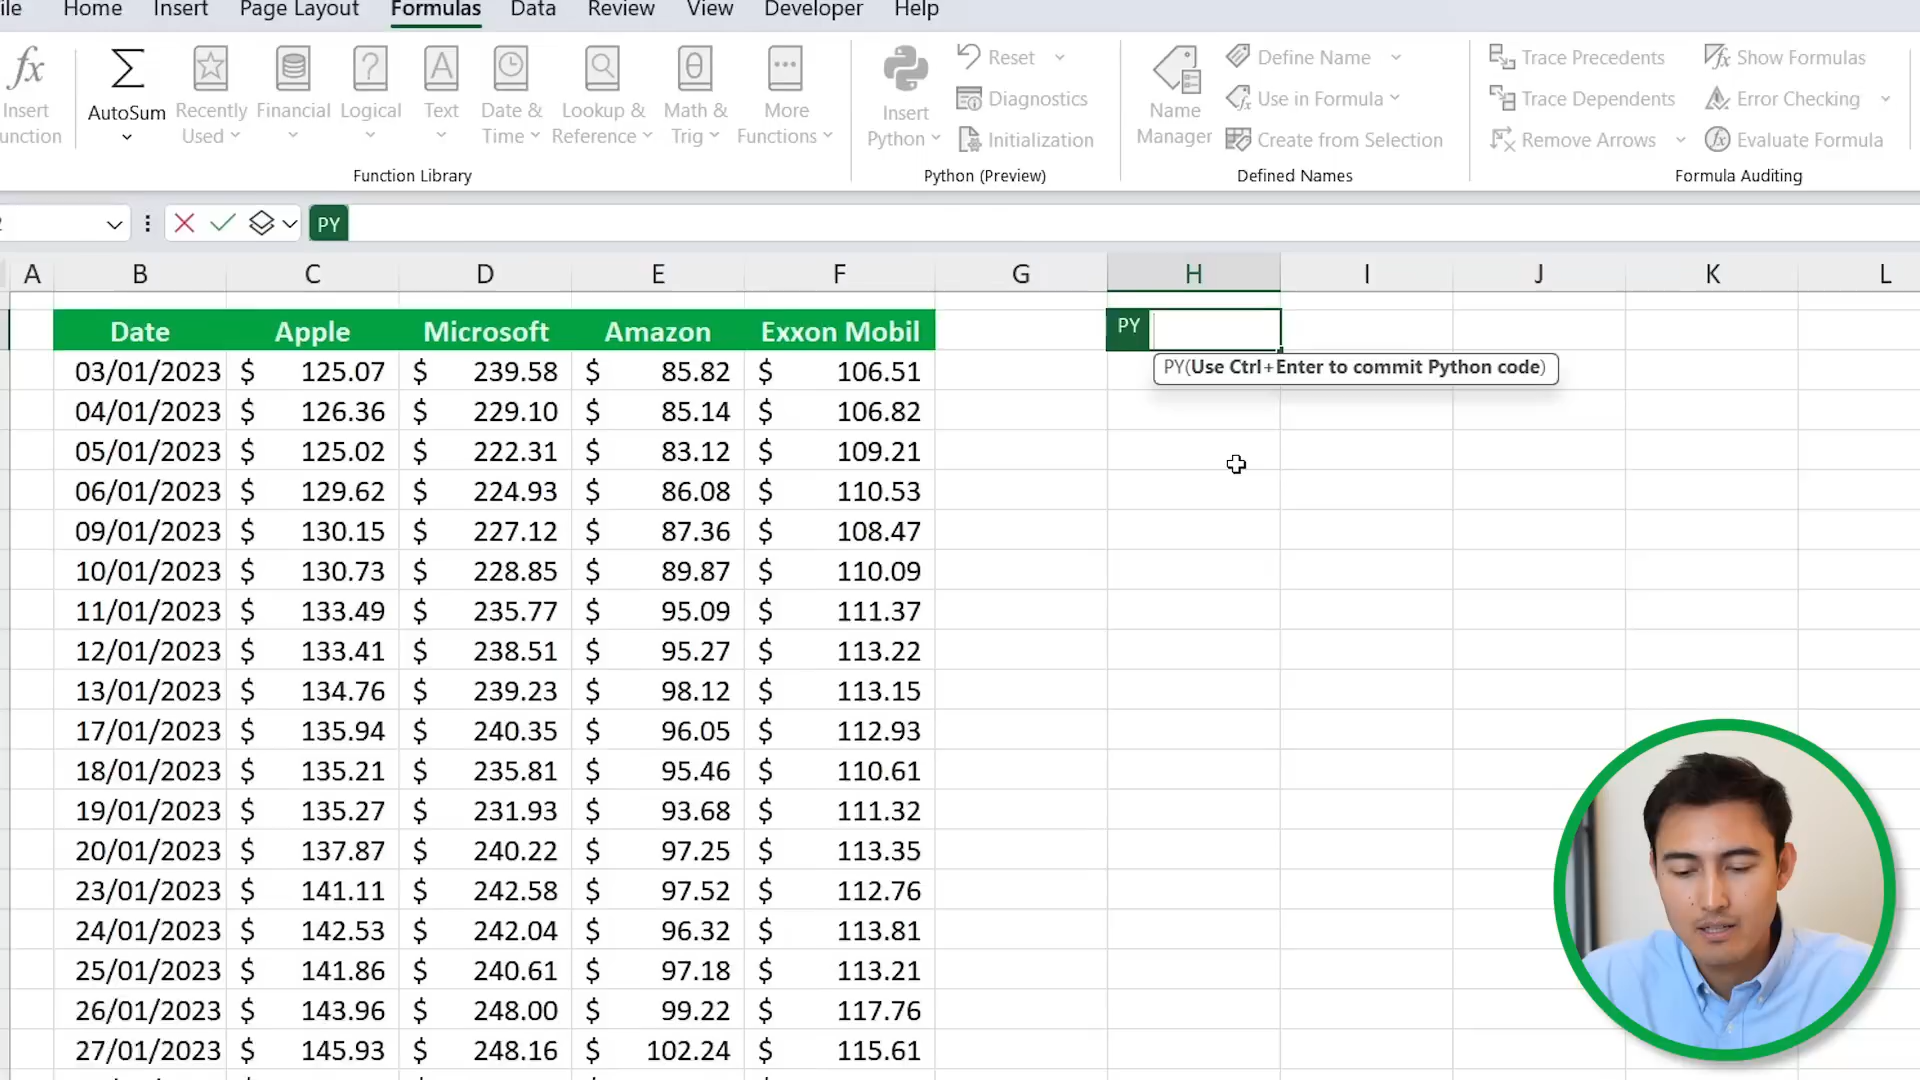 ile Home Insert Page Layout Formulas Data Review View Developer Help
fx
Insert
unction
AutoSum
Recently
Used
Financial
Logical
Text
Date &
Time
Lookup &
Reference
Math &
Trig
More
Functions
Function Library
Insert
Python
Reset
Diagnostics
Initialization
Python (Preview)
Name
Manager
Define Name
Use in Formula
Create from Selection
Defined Names
Trace Precedents
Trace Dependents
Remove Arrows
Show Formulas
Error Checking
Evaluate Formula
Formula Auditing
PY
A B C D E F G H I J K L
Date Apple Microsoft Amazon Exxon Mobil
PY
PY(Use Ctrl+Enter to commit Python code)
03/01/2023 $ 125.07 $ 239.58 $ 85.82 $ 106.51
04/01/2023 $ 126.36 $ 229.10 $ 85.14 $ 106.82
05/01/2023 $ 125.02 $ 222.31 $ 83.12 $ 109.21
06/01/2023 $ 129.62 $ 224.93 $ 86.08 $ 110.53
09/01/2023 $ 130.15 $ 227.12 $ 87.36 $ 108.47
10/01/2023 $ 130.73 $ 228.85 $ 89.87 $ 110.09
11/01/2023 $ 133.49 $ 235.77 $ 95.09 $ 111.37
12/01/2023 $ 133.41 $ 238.51 $ 95.27 $ 113.22
13/01/2023 $ 134.76 $ 239.23 $ 98.12 $ 113.15
17/01/2023 $ 135.94 $ 240.35 $ 96.05 $ 112.93
18/01/2023 $ 135.21 $ 235.81 $ 95.46 $ 110.61
19/01/2023 $ 135.27 $ 231.93 $ 93.68 $ 111.32
20/01/2023 $ 137.87 $ 240.22 $ 97.25 $ 113.35
23/01/2023 $ 141.11 $ 242.58 $ 97.52 $ 112.76
24/01/2023 $ 142.53 $ 242.04 $ 96.32 $ 113.81
25/01/2023 $ 141.86 $ 240.61 $ 97.18 $ 113.21
26/01/2023 $ 143.96 $ 248.00 $ 99.22 $ 117.76
27/01/2023 $ 145.93 $ 248.16 $ 102.24 $ 115.61